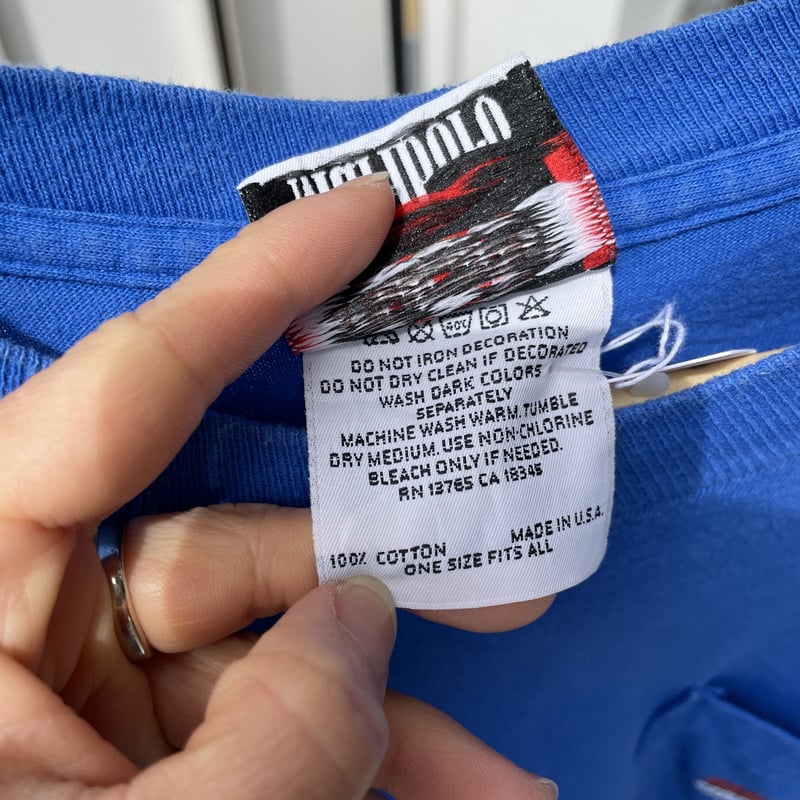 DO NOT IRON DECORATION
DO NOT DRY CLEAN IF DECORATED
WASH DARK COLORS
SEPARATELY
MACHINE WASH WARM, TUMBLE
DRY MEDIUM. USE NON-CHLORINE
BLEACH ONLY IF NEEDED.
RN 13765 CA 18345
MADE IN U.S.A.
100% COTTON
ONE SIZE FITS ALL